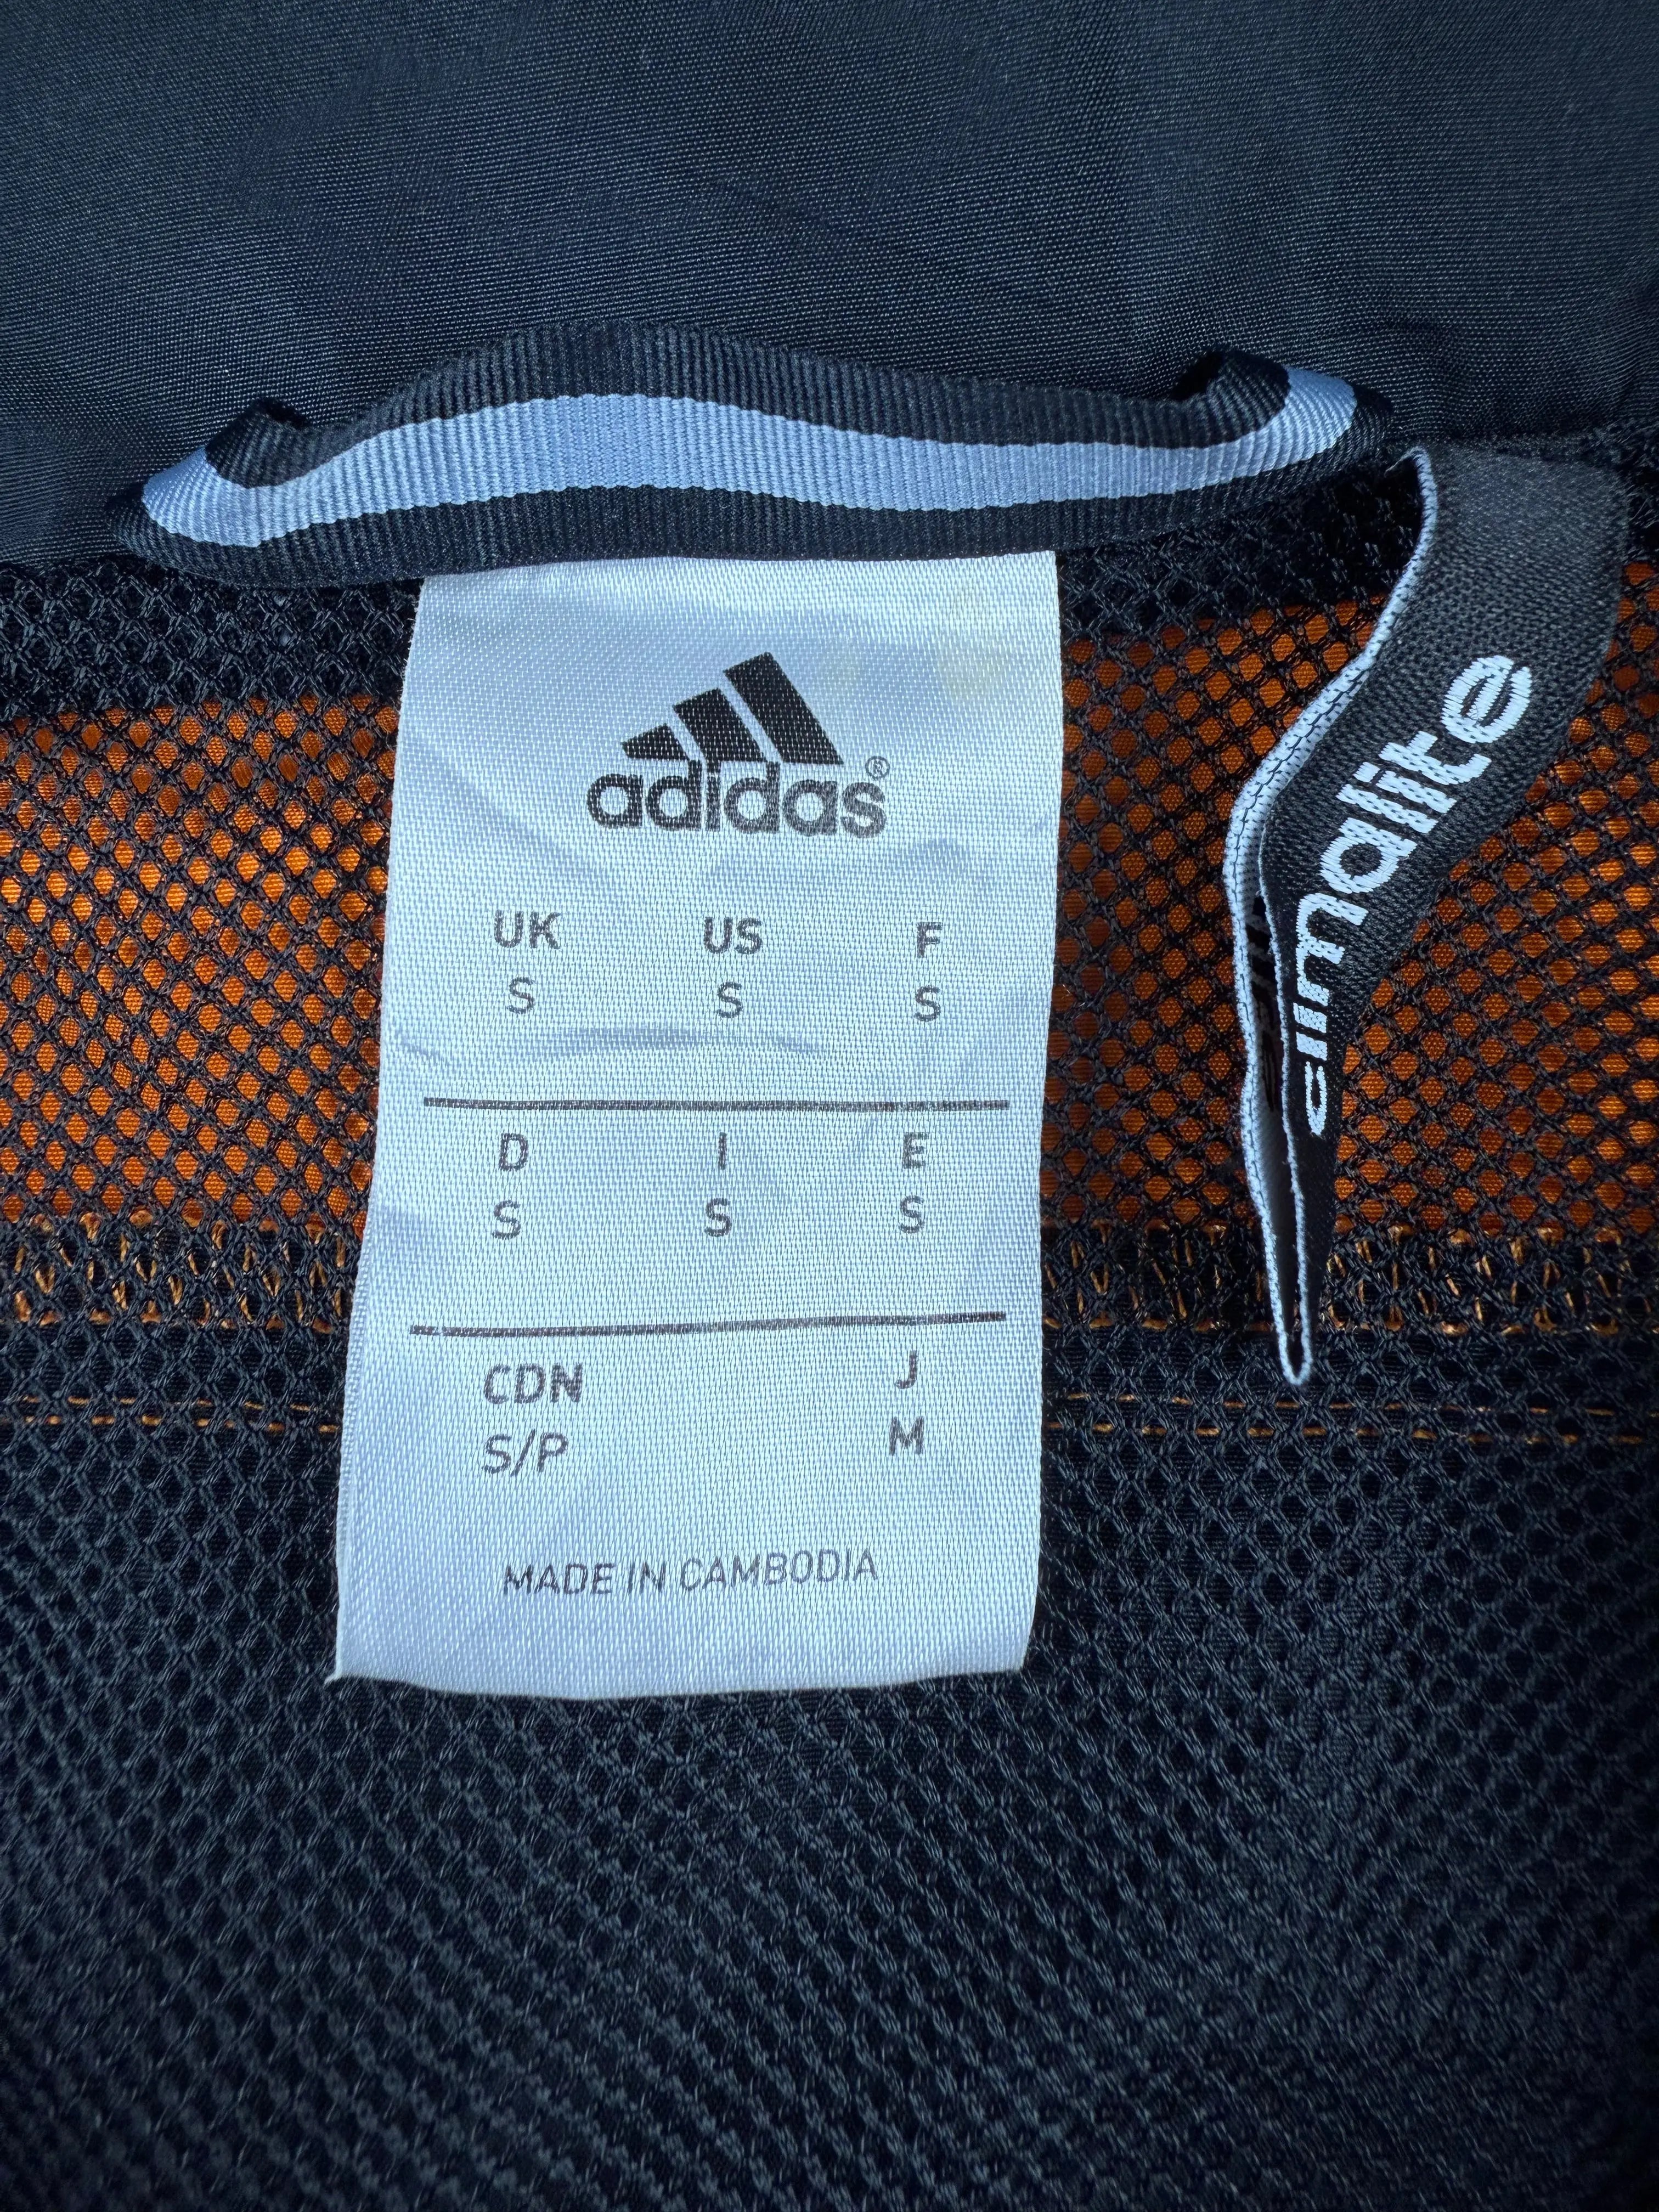 adidas®
UK US F
S S S
D I E
S S S
CDN J
S/P M
MADE IN CAMBODIA
climalite